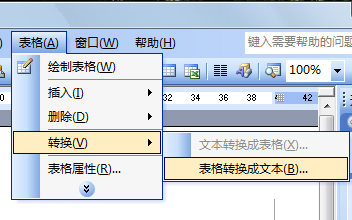 表格(A) 窗口(W) 帮助(H) 键入需要帮助的问题
绘制表格(W) 100%
插入(I)
32 34 36 38 42
删除(D)
转换(V) 文本转换成表格(X)...
表格属性(R)... 表格转换成文本(B)...